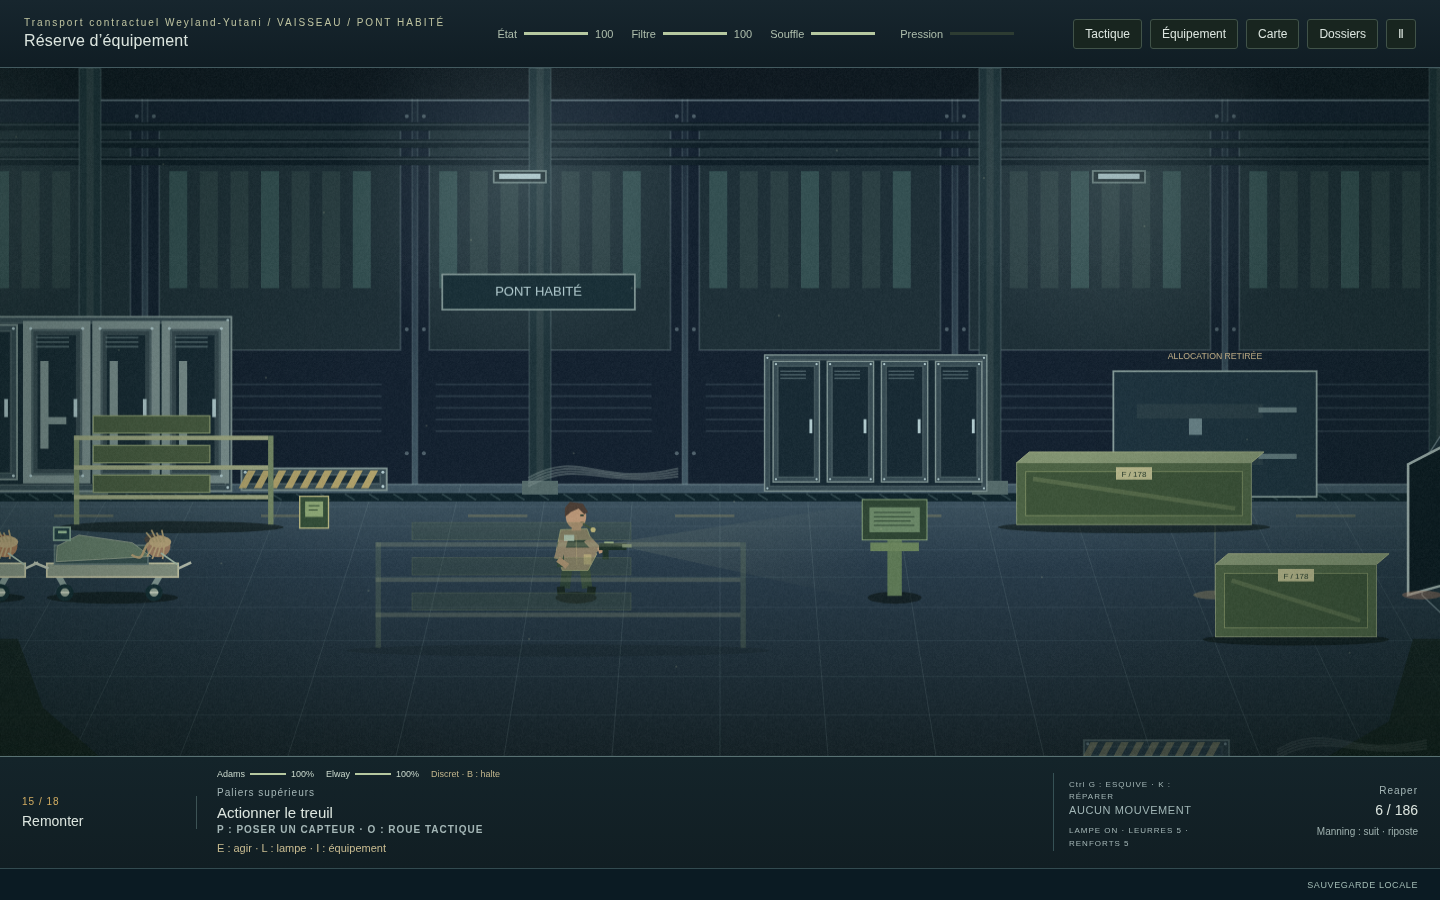 Transport contractuel Weyland-Yutani / VAISSEAU / PONT HABITÉ
Réserve d'équipement
État 100 Filtre 100 Souffle Pression
Tactique Équipement Carte Dossiers II
PONT HABITÉ
ALLOCATION RETIRÉE
F / 178
F / 178
15 / 18
Remonter
Adams 100% Elway 100% Discret · B : halte
Paliers supérieurs
Actionner le treuil
P : POSER UN CAPTEUR · O : ROUE TACTIQUE
E : agir · L : lampe · I : équipement
Ctrl G : ESQUIVE · K :
RÉPARER
AUCUN MOUVEMENT
LAMPE ON · LEURRES 5 ·
RENFORTS 5
Reaper
6 / 186
Manning : suit · riposte
SAUVEGARDE LOCALE